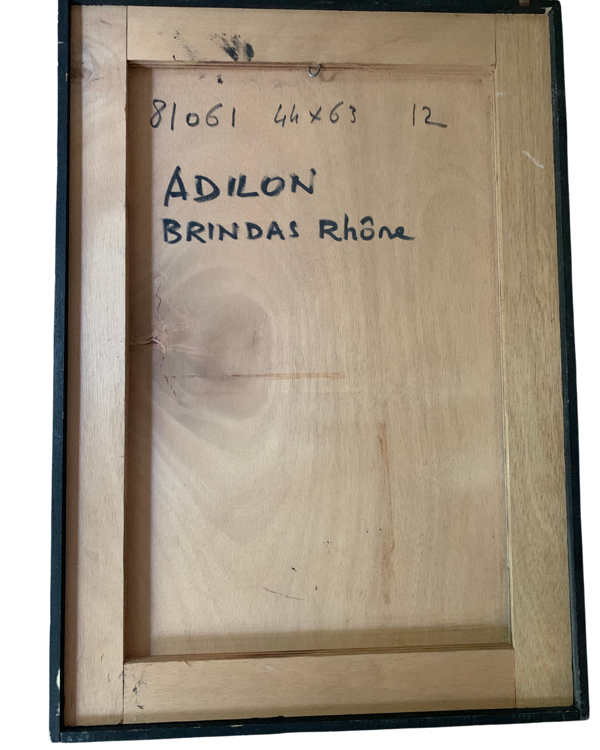 81061 44x63 12
ADILON
BRINDAS Rhône